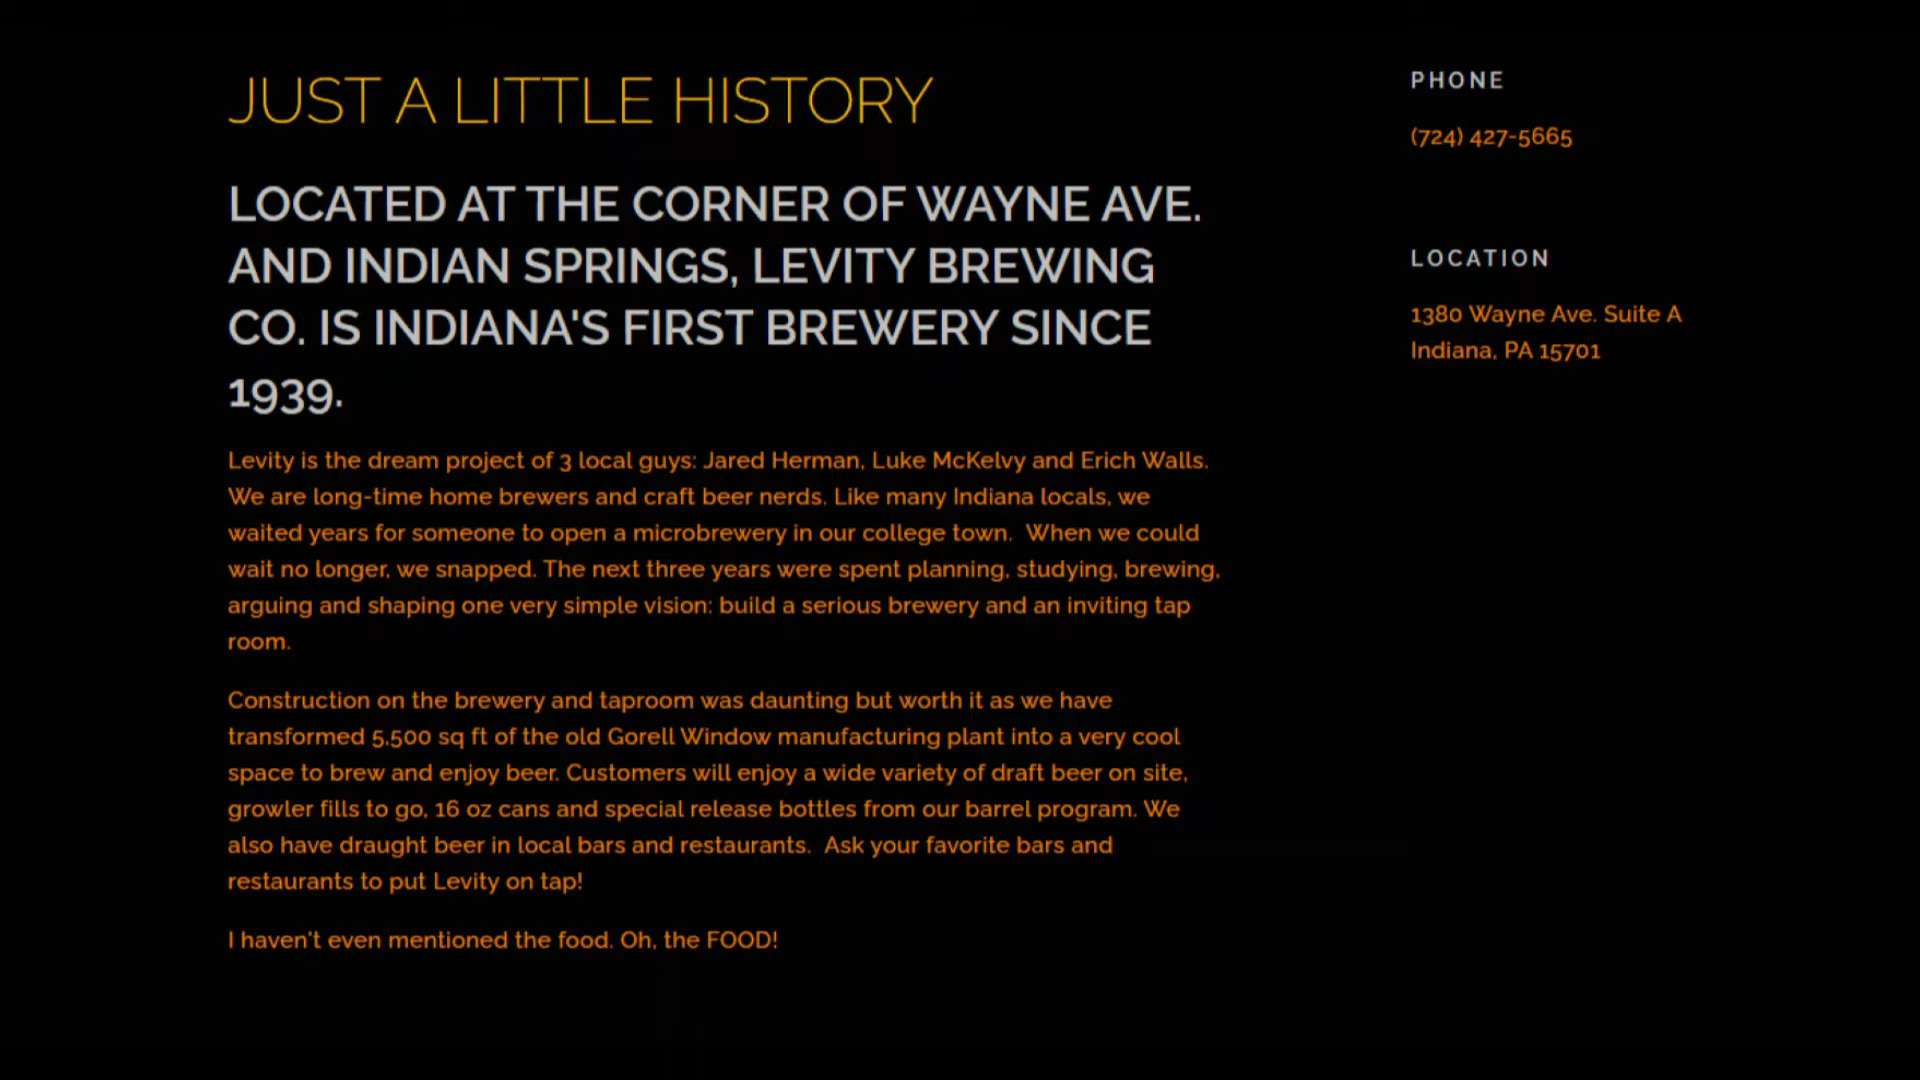 JUST A LITTLE HISTORY
LOCATED AT THE CORNER OF WAYNE AVE.
AND INDIAN SPRINGS, LEVITY BREWING
CO. IS INDIANA'S FIRST BREWERY SINCE
1939.
Levity is the dream project of 3 local guys: Jared Herman, Luke McKelvy and Erich Walls.
We are long-time home brewers and craft beer nerds. Like many Indiana locals, we
waited years for someone to open a microbrewery in our college town.  When we could
wait no longer, we snapped. The next three years were spent planning, studying, brewing,
arguing and shaping one very simple vision: build a serious brewery and an inviting tap
room.
Construction on the brewery and taproom was daunting but worth it as we have
transformed 5,500 sq ft of the old Gorell Window manufacturing plant into a very cool
space to brew and enjoy beer. Customers will enjoy a wide variety of draft beer on site,
growler fills to go, 16 oz cans and special release bottles from our barrel program. We
also have draught beer in local bars and restaurants.  Ask your favorite bars and
restaurants to put Levity on tap!
I haven't even mentioned the food. Oh, the FOOD!
PHONE
(724) 427-5665
LOCATION
1380 Wayne Ave. Suite A
Indiana, PA 15701